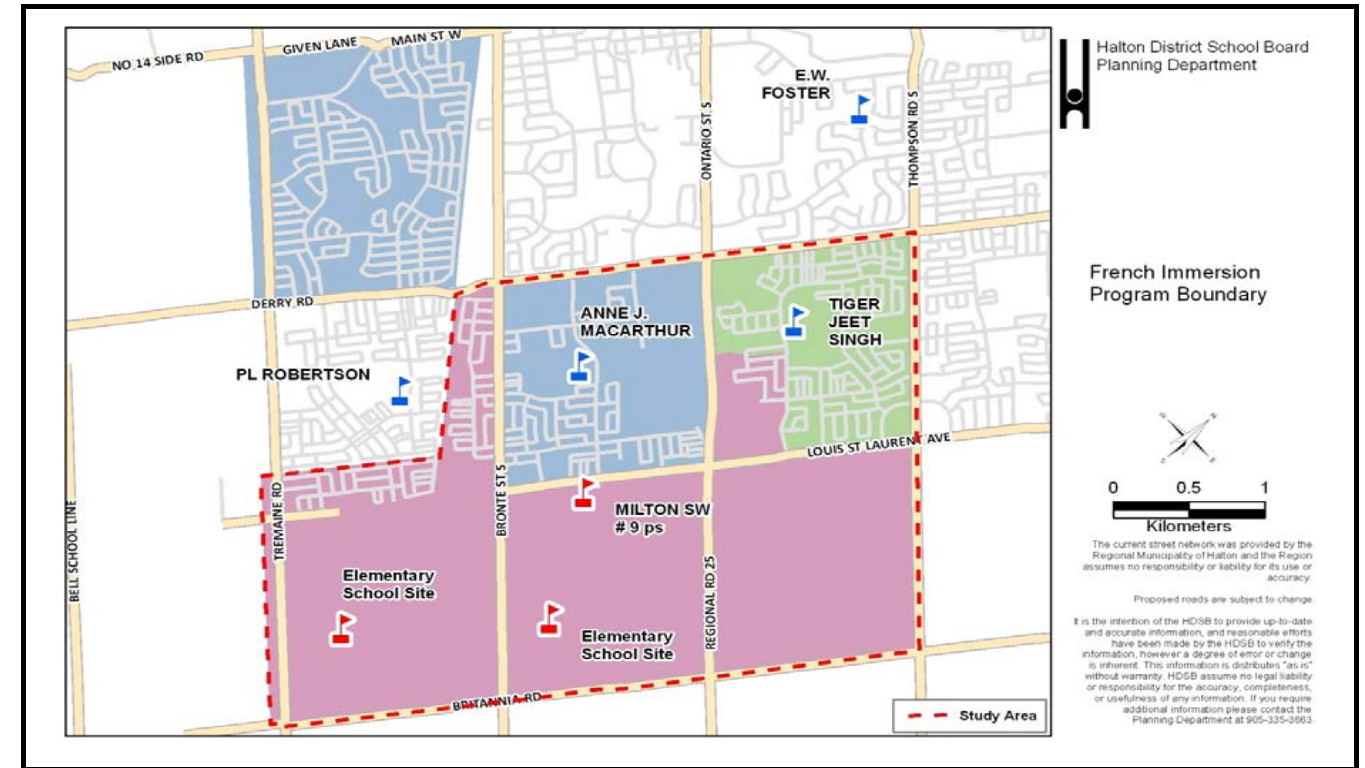 NO 14 SIDE RD
GIVEN LANE
MAIN ST W
E.W.
FOSTER
ONTARIO ST. S
THOMPSON RD S
DERRY RD
ANNE J.
MACARTHUR
TIGER
JEET
SINGH
PL ROBERTSON
LOUIS ST LAURENT AVE
BELL SCHOOL LINE
TREMAINE RD
BRONTE ST S
MILTON SW
# 9 ps
REGIONAL RD 25
Elementary
School Site
Elementary
School Site
BRITANNIA RD
Study Area
Halton District School Board
Planning Department
French Immersion
Program Boundary
0 0.5 1
Kilometers
The current street network was provided by the
Regional Municipality of Halton and the Region
assumes no responsibility or liability for its use or
accuracy.
Proposed roads are subject to change.
It is the intention of the HDSB to provide up-to-date
and accurate information, and reasonable efforts
have been made by the HDSB to verify the
information, however a degree of error or change
is inherent. This information is distributes "as is"
without warranty. HDSB assume no legal liability
or responsibility for the accuracy, completeness,
or usefulness of any information. If you require
additional information please contact the
Planning Department at 905-335-3663.